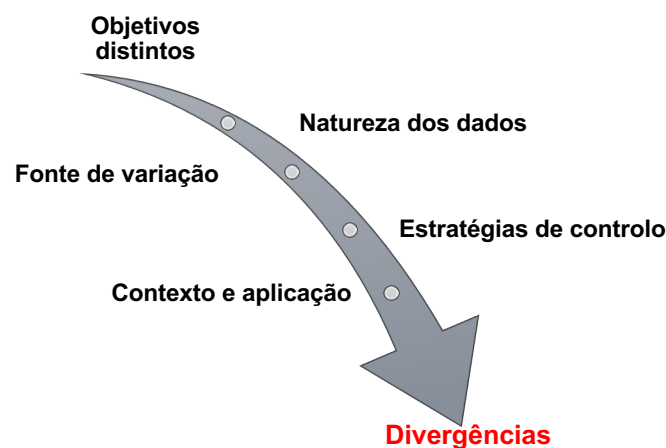 Objetivos
distintos
Natureza dos dados
Fonte de variação
Estratégias de controlo
Contexto e aplicação
Divergências